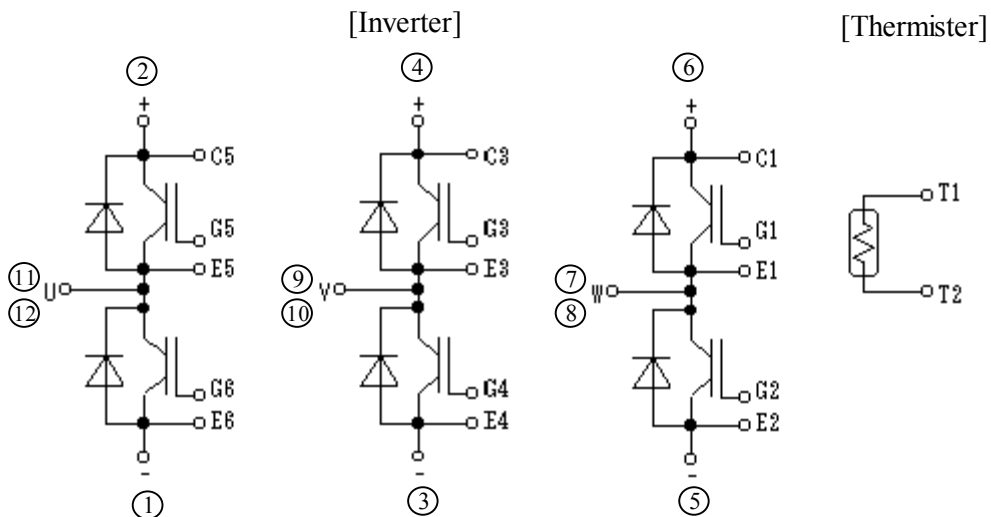 [Inverter]
[Thermister]
② ④ ⑥
+ + +
C5 C3 C1
T1
G5 G3 G1
E5 E3 E1
⑪ U ⑨ V ⑦ W
⑫ ⑩ ⑧
T2
G6 G4 G2
E6 E4 E2
- - -
① ③ ⑤